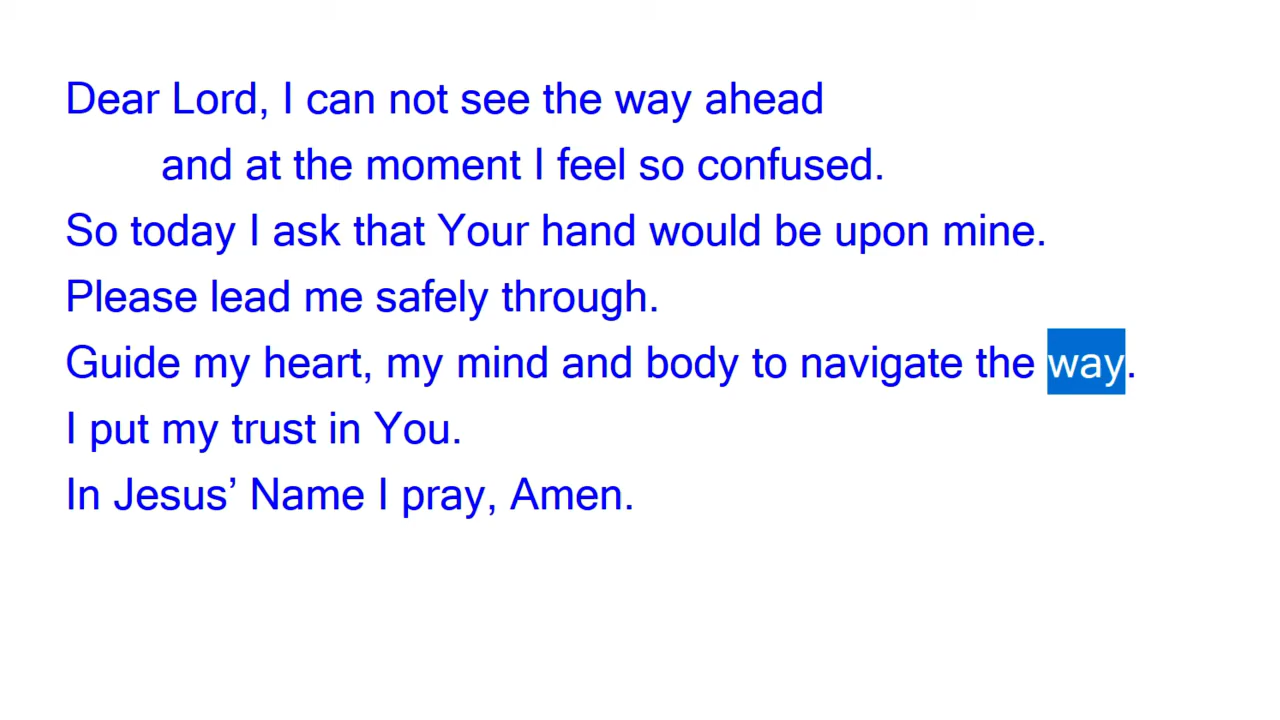 Dear Lord, I can not see the way ahead
and at the moment I feel so confused.
So today I ask that Your hand would be upon mine.
Please lead me safely through.
Guide my heart, my mind and body to navigate the way.
I put my trust in You.
In Jesus’ Name I pray, Amen.